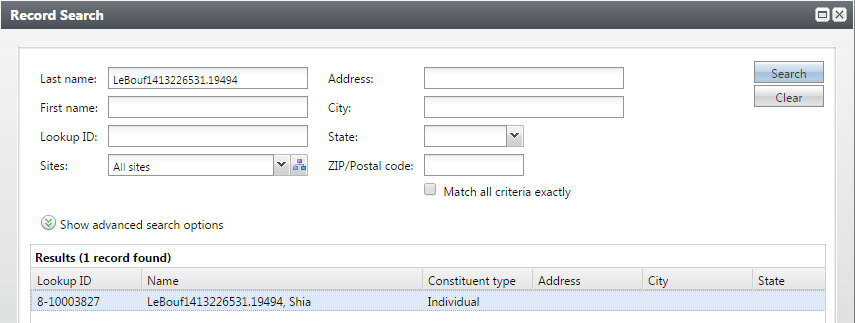 Record Search
Last name: LeBouf1413226531.19494 Address: Search
First name: City: Clear
Lookup ID: State:
Sites: All sites ZIP/Postal code:
Match all criteria exactly
Show advanced search options
Results (1 record found)
Lookup ID Name Constituent type Address City State
8-10003827 LeBouf1413226531.19494, Shia Individual